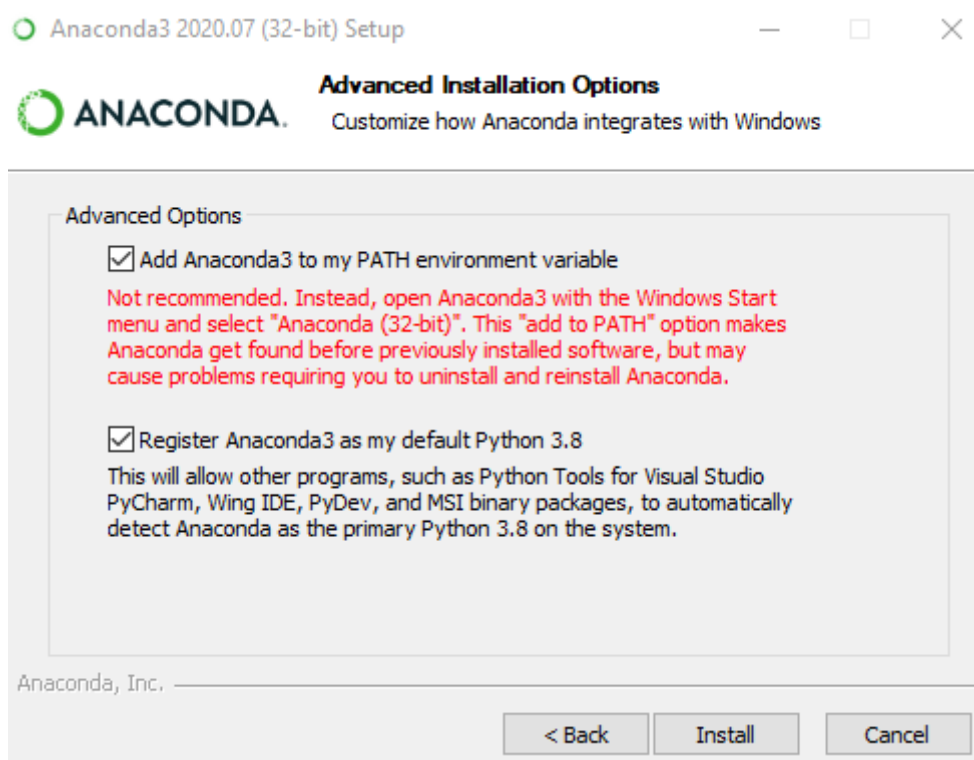 Anaconda3 2020.07 (32-bit) Setup
ANACONDA.
Advanced Installation Options
Customize how Anaconda integrates with Windows
Advanced Options
Add Anaconda3 to my PATH environment variable
Not recommended. Instead, open Anaconda3 with the Windows Start
menu and select "Anaconda (32-bit)". This "add to PATH" option makes
Anaconda get found before previously installed software, but may
cause problems requiring you to uninstall and reinstall Anaconda.
Register Anaconda3 as my default Python 3.8
This will allow other programs, such as Python Tools for Visual Studio
PyCharm, Wing IDE, PyDev, and MSI binary packages, to automatically
detect Anaconda as the primary Python 3.8 on the system.
Anaconda, Inc.
< Back
Install
Cancel